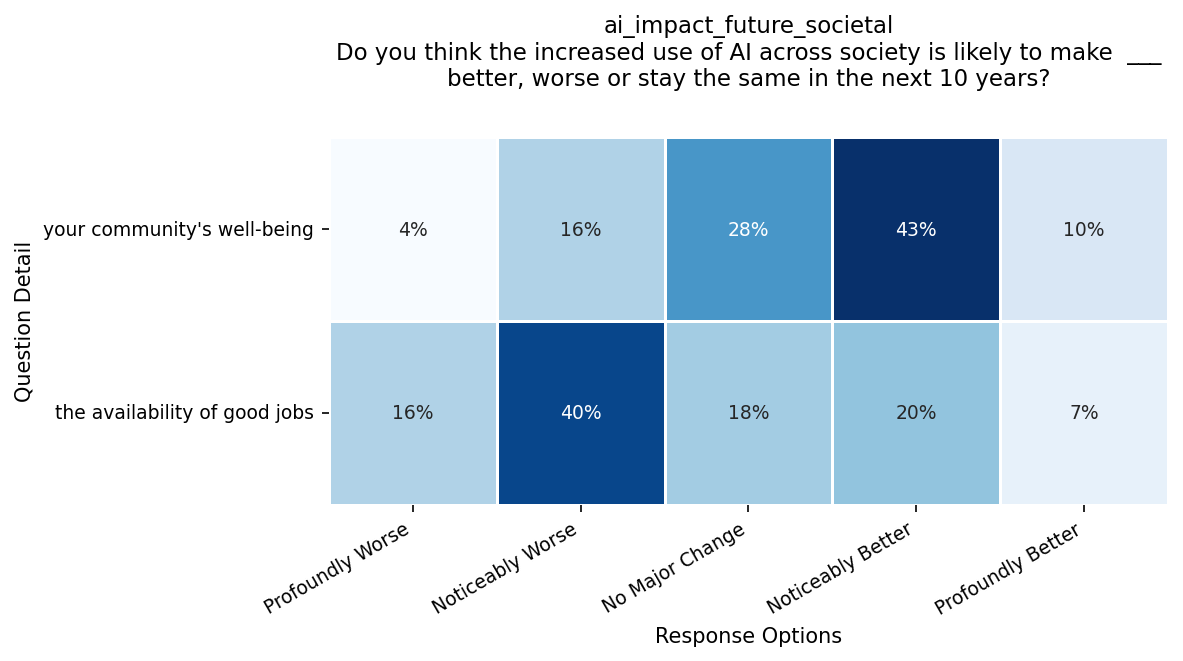 ai_impact_future_societal
Do you think the increased use of AI across society is likely to make ___
better, worse or stay the same in the next 10 years?
Question Detail
your community's well-being
4%
16%
28%
43%
10%
the availability of good jobs
16%
40%
18%
20%
7%
Profoundly Worse
Noticeably Worse
No Major Change
Noticeably Better
Profoundly Better
Response Options